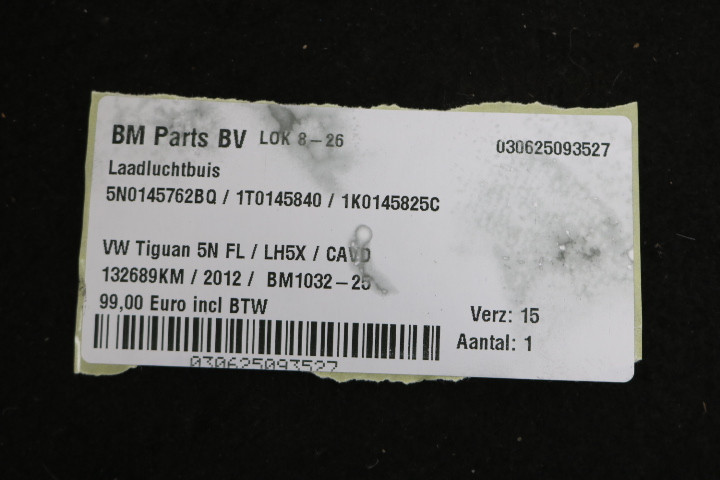 BM Parts BV LOK 8-26 030625093527
Laadluchtbuis
5N0145762BQ / 1T0145840 / 1K0145825C
VW Tiguan 5N FL / LH5X / CAVD
132689KM / 2012 / BM1032-25
99,00 Euro incl BTW
Verz: 15
Aantal: 1
030625093527